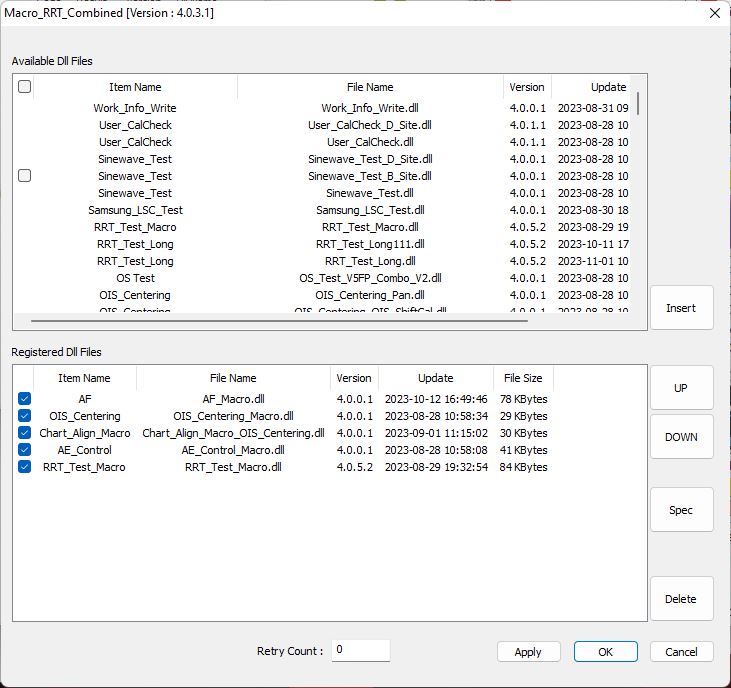 Macro_RRT_Combined [Version : 4.0.3.1]
Available Dll Files
Item Name File Name Version Update
Work_Info_Write Work_Info_Write.dll 4.0.0.1 2023-08-31 09
User_CalCheck User_CalCheck_D_Site.dll 4.0.1.1 2023-08-28 10
User_CalCheck User_CalCheck.dll 4.0.1.1 2023-08-28 10
Sinewave_Test Sinewave_Test_D_Site.dll 4.0.0.1 2023-08-28 10
Sinewave_Test Sinewave_Test_B_Site.dll 4.0.0.1 2023-08-28 10
Sinewave_Test Sinewave_Test.dll 4.0.0.1 2023-08-28 10
Samsung_LSC_Test Samsung_LSC_Test.dll 4.0.0.1 2023-08-30 18
RRT_Test_Macro RRT_Test_Macro.dll 4.0.5.2 2023-08-29 19
RRT_Test_Long RRT_Test_Long111.dll 4.0.5.2 2023-10-11 17
RRT_Test_Long RRT_Test_Long.dll 4.0.5.2 2023-11-01 10
OS Test OS_Test_V5FP_Combo_V2.dll 4.0.0.1 2023-08-28 10
OIS_Centering OIS_Centering_Pan.dll 4.0.0.1 2023-08-28 10
OIS_Centering OIS_Centering_OIS_ShiftCal.dll 4.0.0.1 2023-08-28 10
Insert
Registered Dll Files
Item Name File Name Version Update File Size
AF AF_Macro.dll 4.0.0.1 2023-10-12 16:49:46 78 KBytes
OIS_Centering OIS_Centering_Macro.dll 4.0.0.1 2023-08-28 10:58:34 29 KBytes
Chart_Align_Macro Chart_Align_Macro_OIS_Centering.dll 4.0.0.1 2023-09-01 11:15:02 30 KBytes
AE_Control AE_Control_Macro.dll 4.0.0.1 2023-08-28 10:58:08 41 KBytes
RRT_Test_Macro RRT_Test_Macro.dll 4.0.5.2 2023-08-29 19:32:54 84 KBytes
UP
DOWN
Spec
Delete
Retry Count : 0
Apply OK Cancel